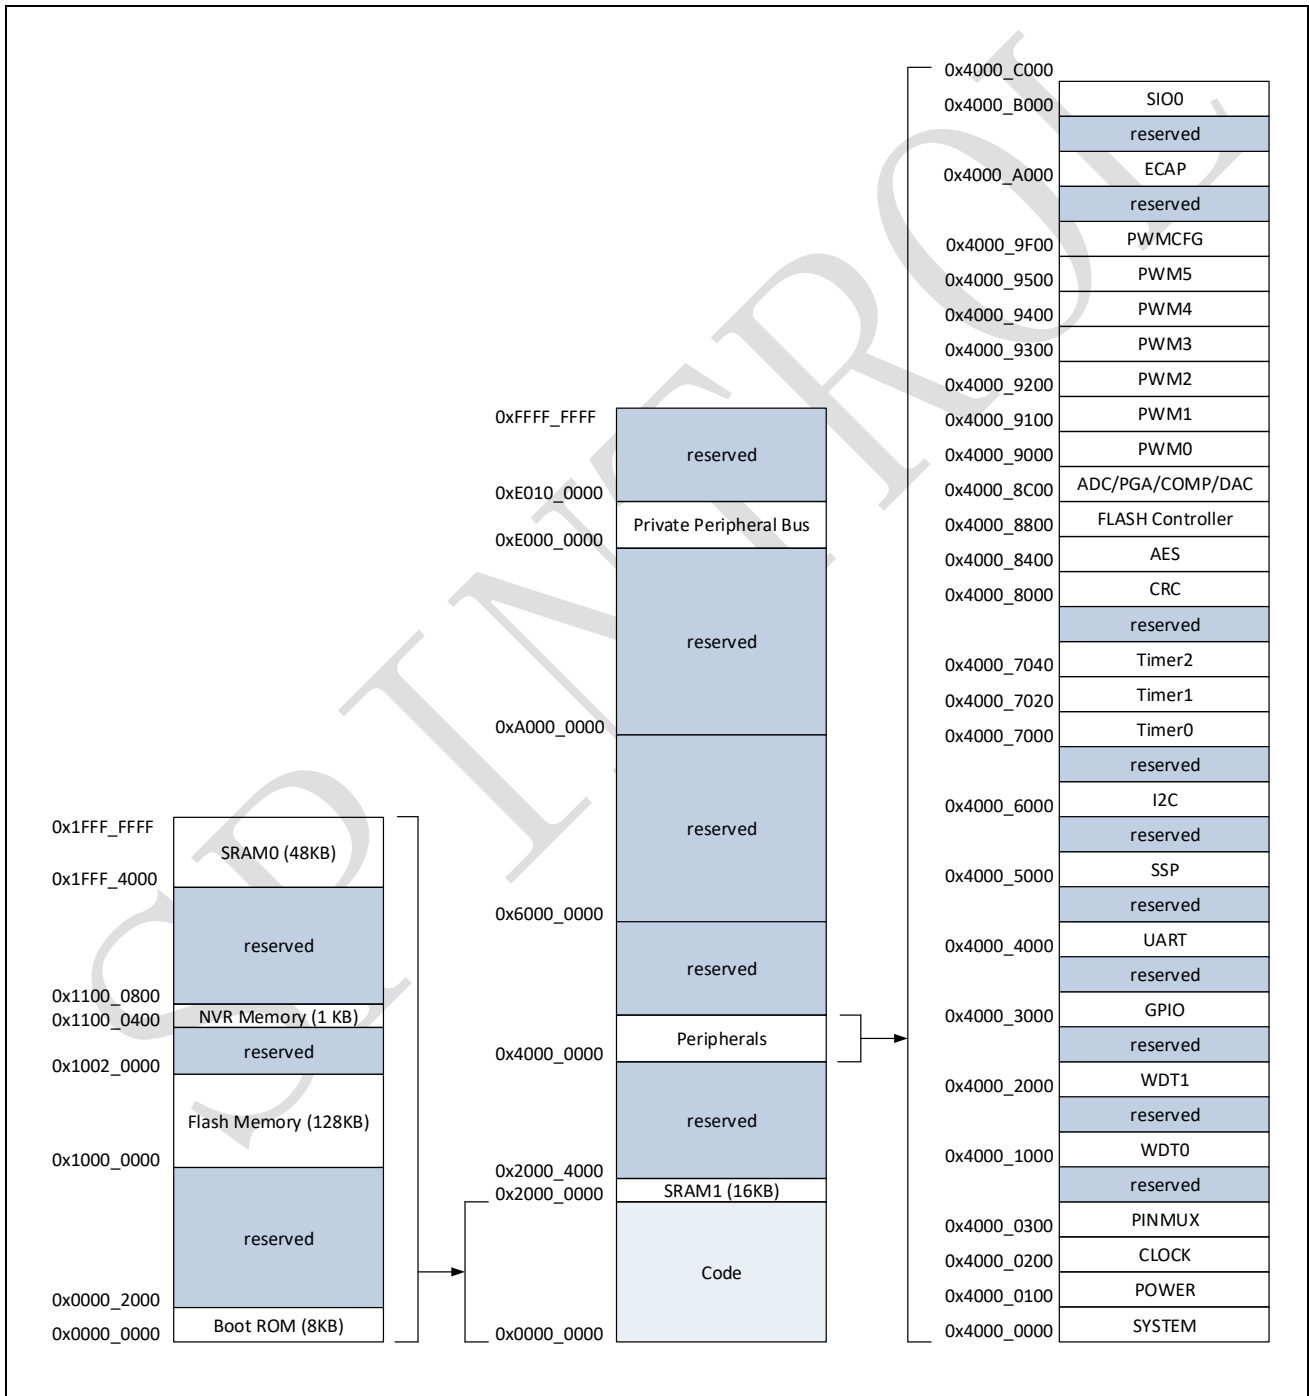 0x4000_C000
0x4000_B000 SIO0
reserved
0x4000_A000 ECAP
reserved
0x4000_9F00 PWMCFG
0x4000_9500 PWM5
0x4000_9400 PWM4
0x4000_9300 PWM3
0x4000_9200 PWM2
0x4000_9100 PWM1
0x4000_9000 PWM0
0x4000_8C00 ADC/PGA/COMP/DAC
0x4000_8800 FLASH Controller
0x4000_8400 AES
0x4000_8000 CRC
reserved
0x4000_7040 Timer2
0x4000_7020 Timer1
0x4000_7000 Timer0
reserved
0x4000_6000 I2C
reserved
0x4000_5000 SSP
reserved
0x4000_4000 UART
reserved
0x4000_3000 GPIO
reserved
0x4000_2000 WDT1
reserved
0x4000_1000 WDT0
reserved
0x4000_0300 PINMUX
0x4000_0200 CLOCK
0x4000_0100 POWER
0x4000_0000 SYSTEM
0xFFFF_FFFF
reserved
0xE010_0000
Private Peripheral Bus
0xE000_0000
reserved
0xA000_0000
reserved
0x6000_0000
reserved
Peripherals
0x4000_0000
reserved
0x2000_4000
0x2000_0000 SRAM1 (16KB)
Code
0x0000_0000
0x1FFF_FFFF
SRAM0 (48KB)
0x1FFF_4000
reserved
0x1100_0800
NVR Memory (1 KB)
0x1100_0400
reserved
0x1002_0000
Flash Memory (128KB)
0x1000_0000
reserved
0x0000_2000
Boot ROM (8KB)
0x0000_0000
SPINTROL